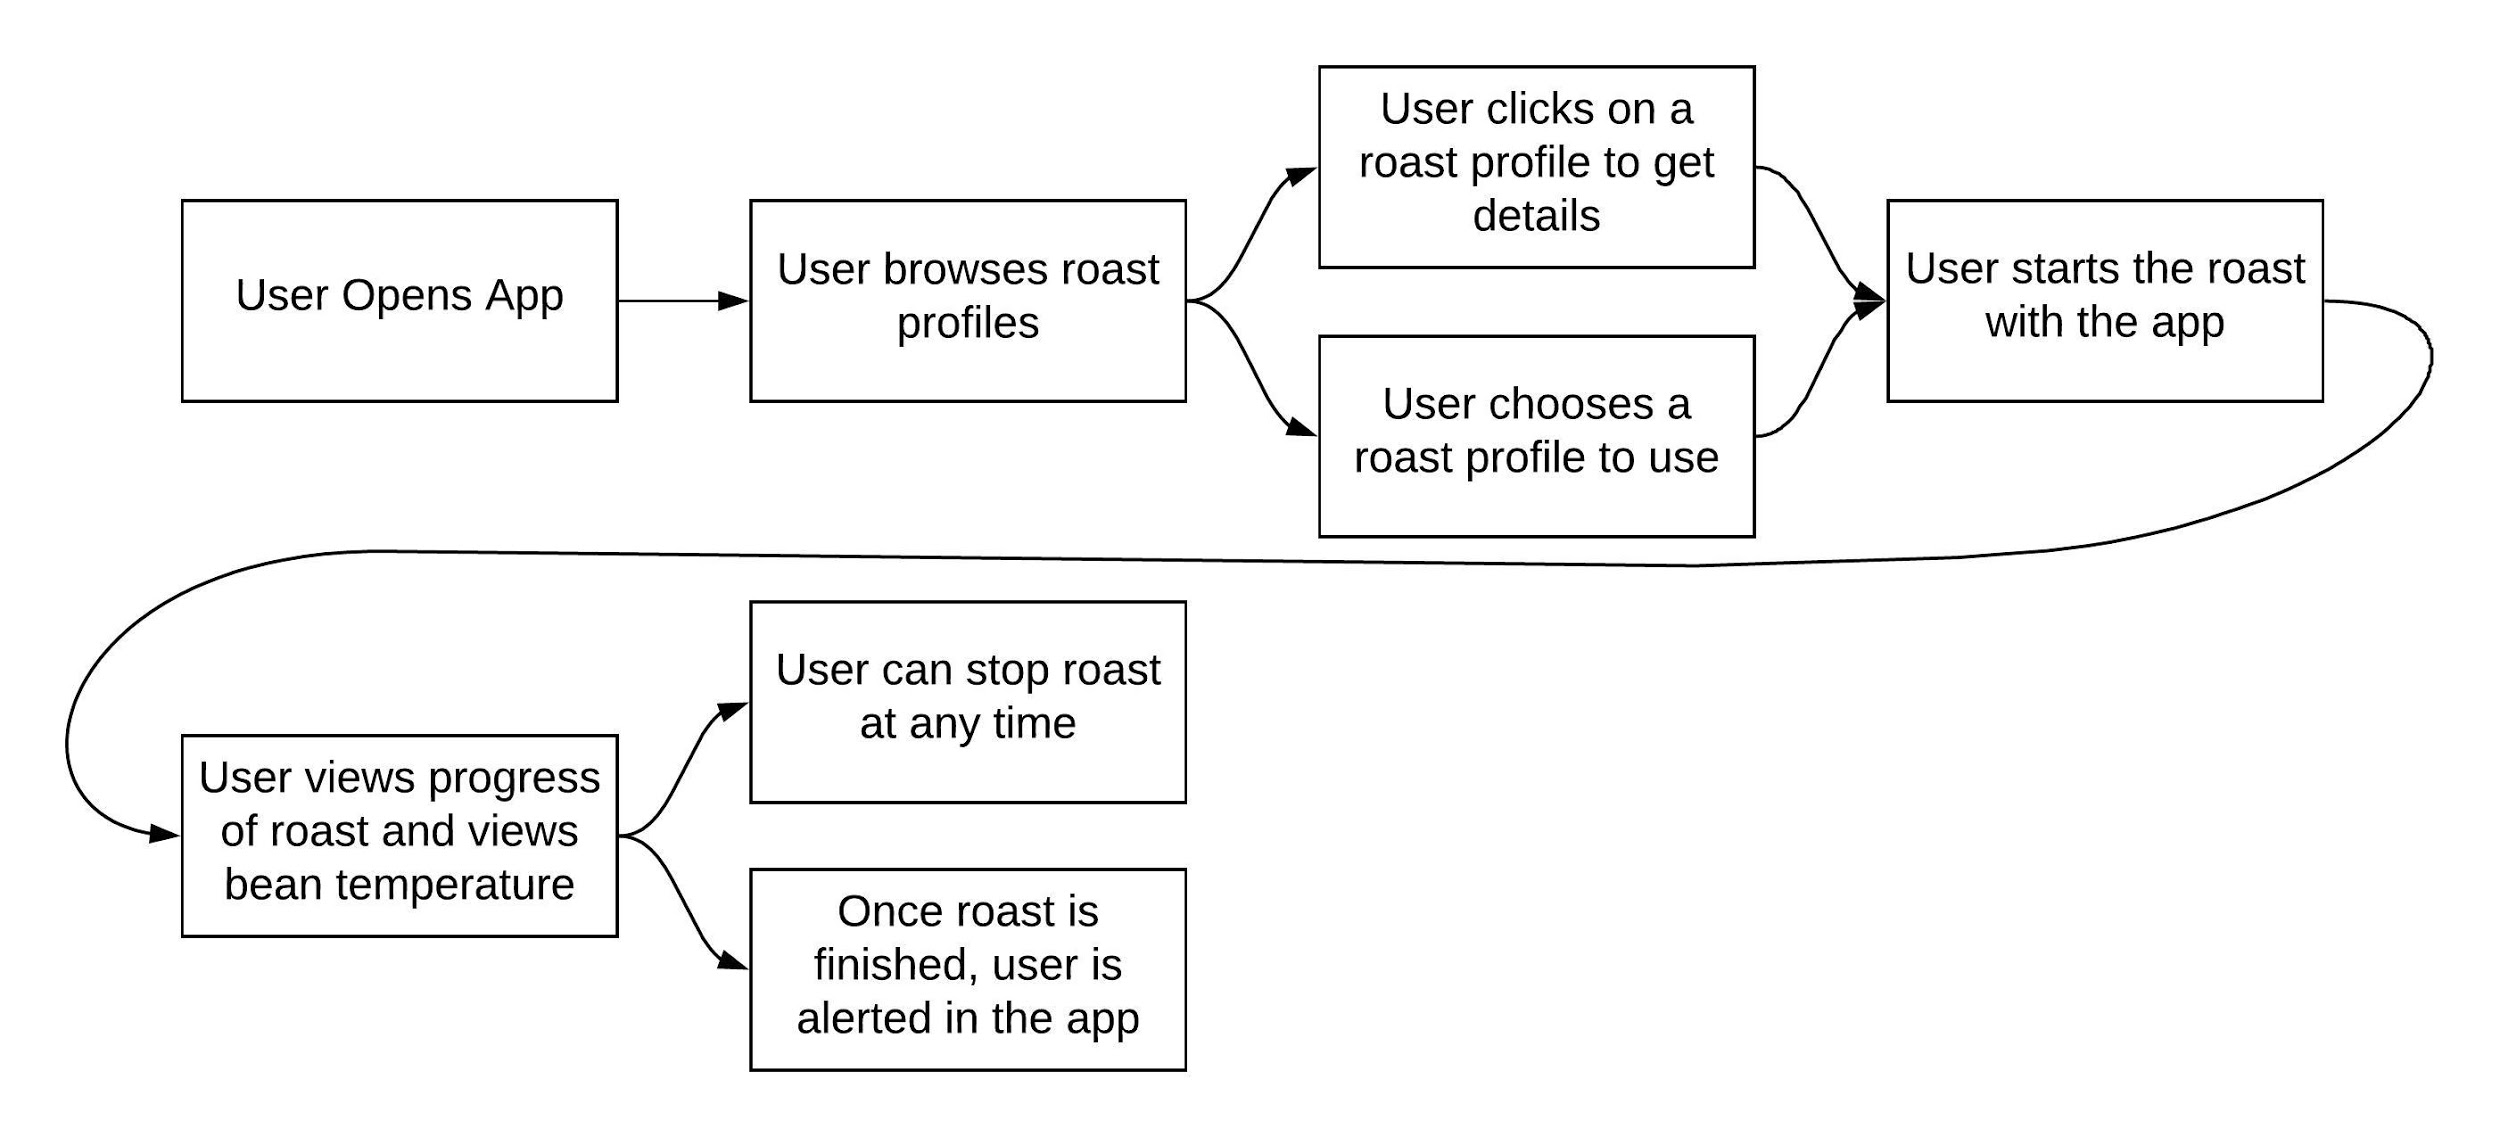 User Opens App
User browses roast
profiles
User clicks on a
roast profile to get
details
User chooses a
roast profile to use
User starts the roast
with the app
User views progress
of roast and views
bean temperature
User can stop roast
at any time
Once roast is
finished, user is
alerted in the app